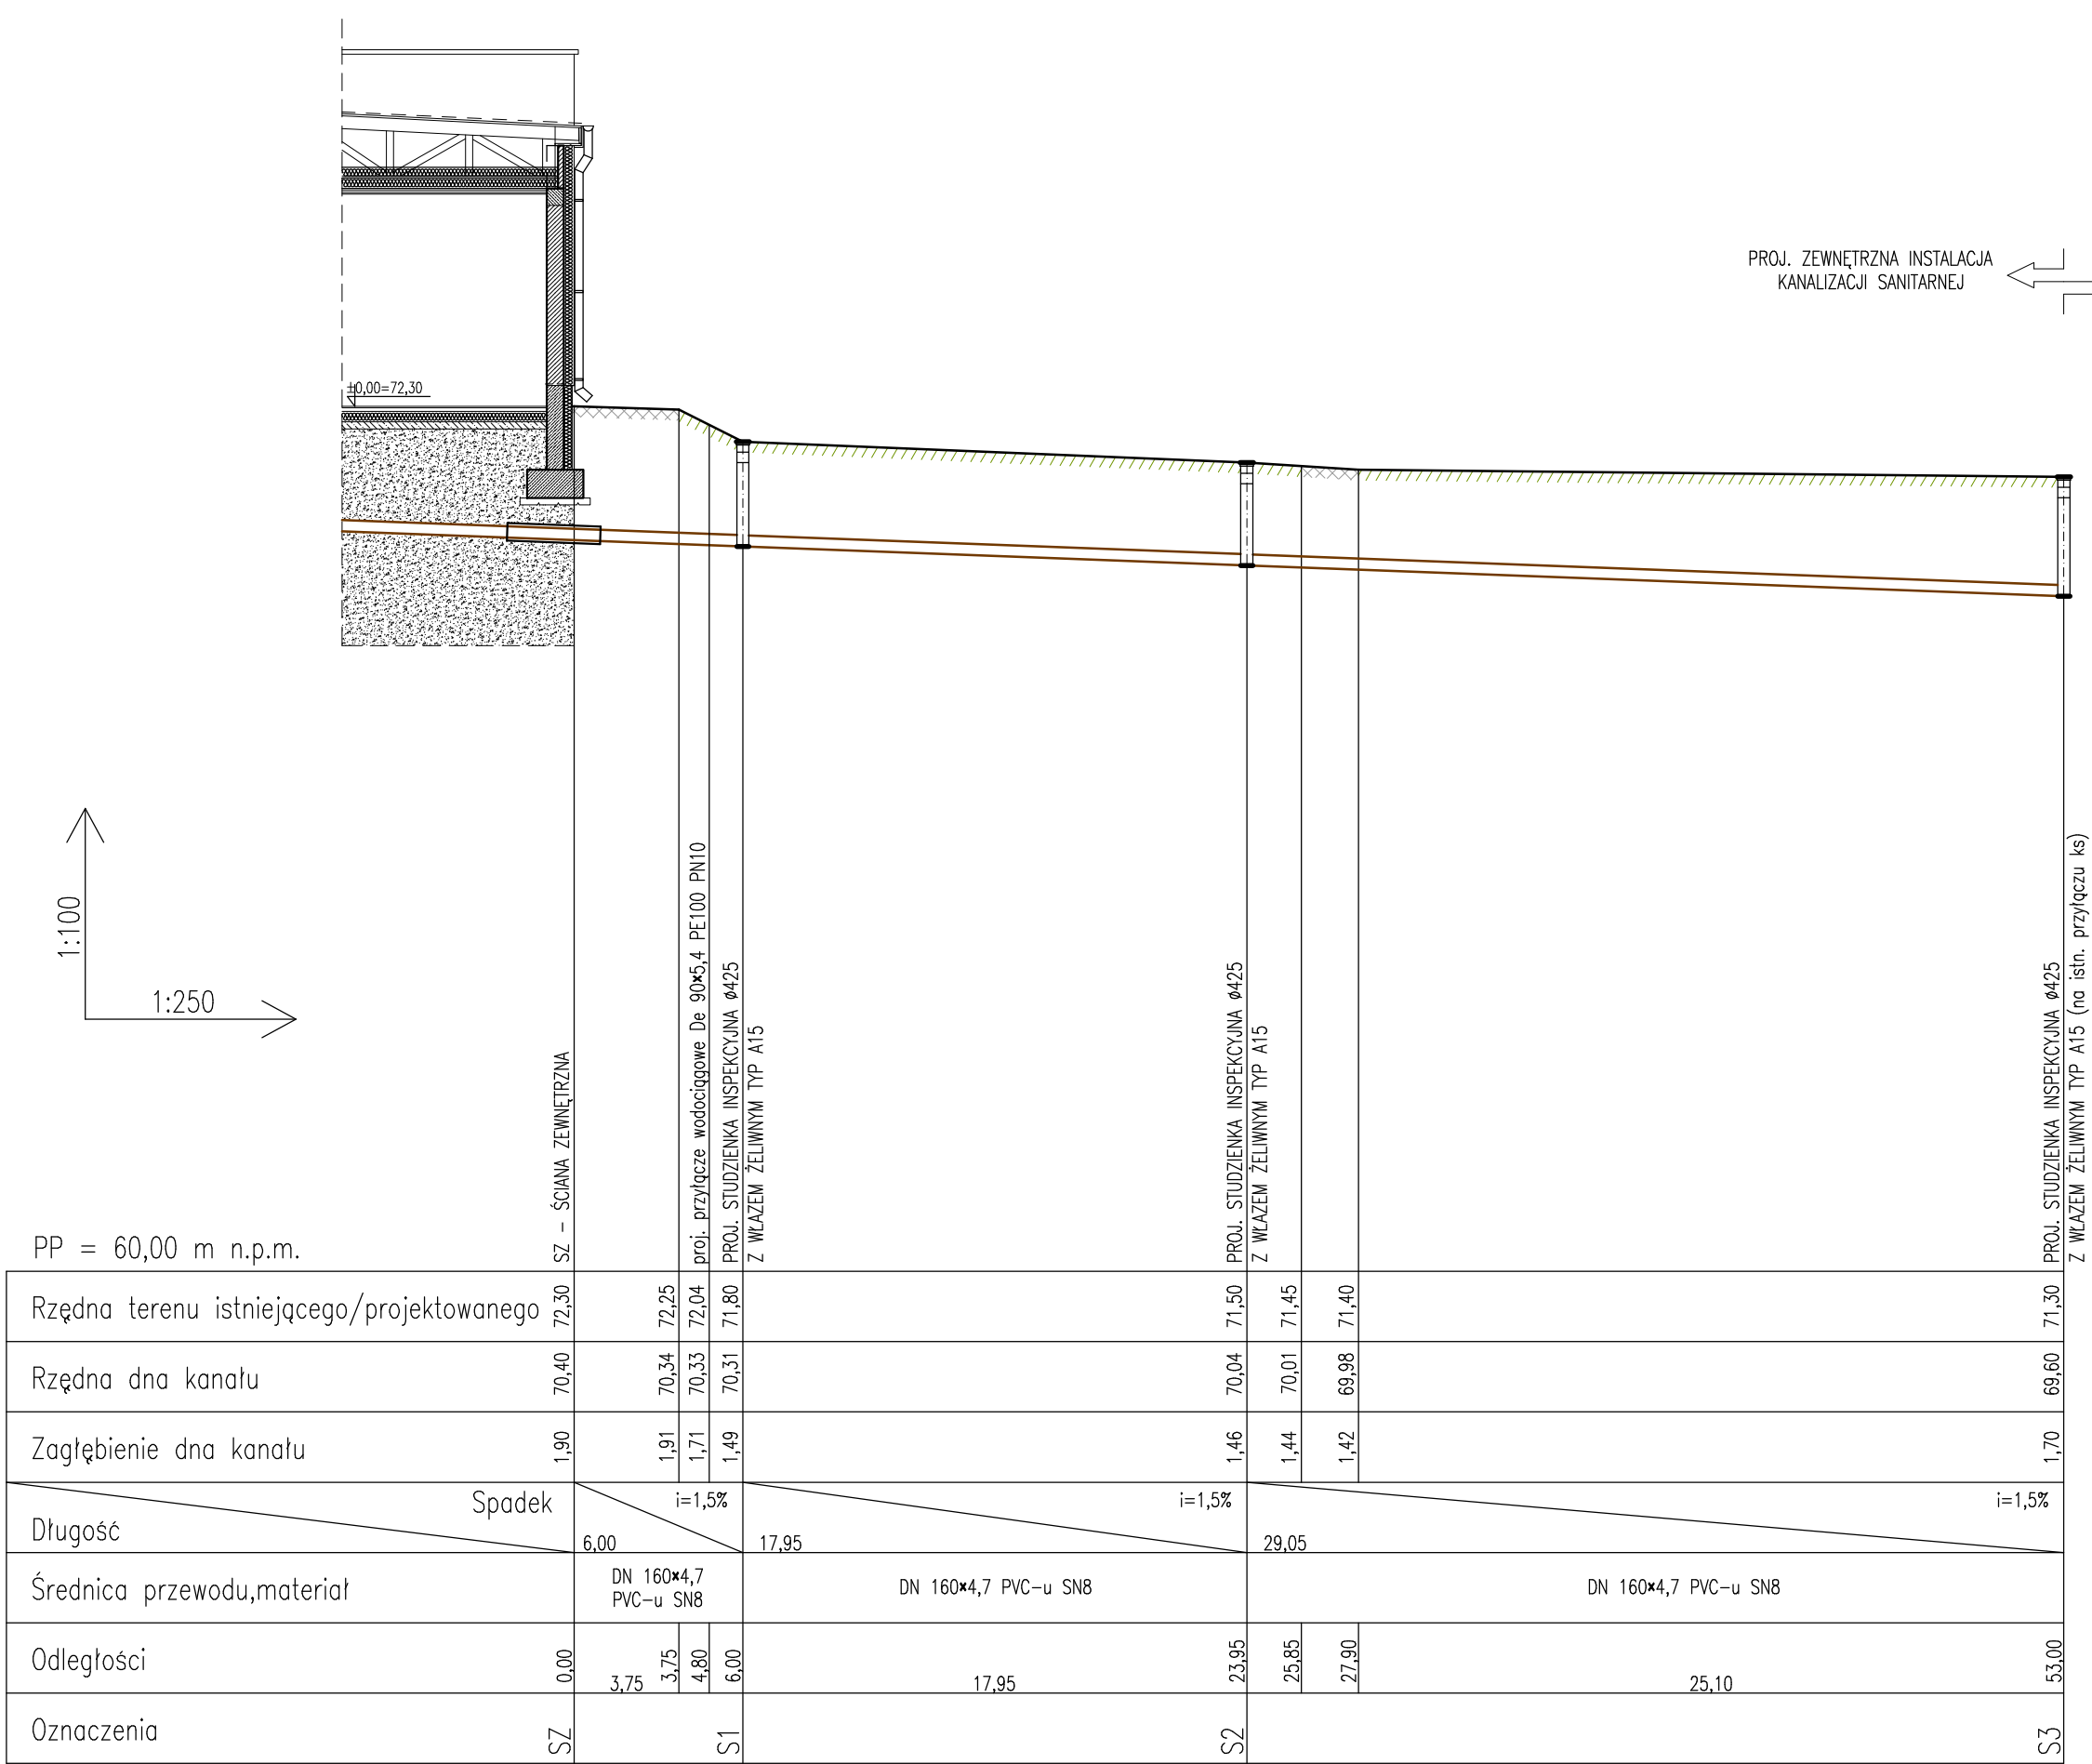 PROJ. ZEWNĘTRZNA INSTALACJA
KANALIZACJI SANITARNEJ
±0,00=72,30
1:100
1:250
SZ - ŚCIANA ZEWNĘTRZNA
proj. przyłącze wodociągowe De 90×5,4 PE100 PN10
PROJ. STUDZIENKA INSPEKCYJNA ø425
Z WŁAZEM ŻELIWNYM TYP A15
PROJ. STUDZIENKA INSPEKCYJNA ø425
Z WŁAZEM ŻELIWNYM TYP A15
PROJ. STUDZIENKA INSPEKCYJNA ø425
Z WŁAZEM ŻELIWNYM TYP A15 (na istn. przyłączu ks)
PP = 60,00 m n.p.m.
Rzędna terenu istniejącego/projektowanego 72,30 72,25 72,04 71,80 71,50 71,45 71,40 71,30
Rzędna dna kanału 70,40 70,34 70,33 70,31 70,04 70,01 69,98 69,60
Zagłębienie dna kanału 1,90 1,91 1,71 1,49 1,46 1,44 1,42 1,70
Spadek i=1,5% i=1,5% i=1,5%
Długość 6,00 17,95 29,05
Średnica przewodu,materiał
DN 160×4,7
PVC-u SN8
DN 160×4,7 PVC-u SN8
DN 160×4,7 PVC-u SN8
Odległości 0,00 3,75 3,75 4,80 6,00 17,95 23,95 25,85 27,90 25,10 53,00
Oznaczenia SZ S1 S2 S3